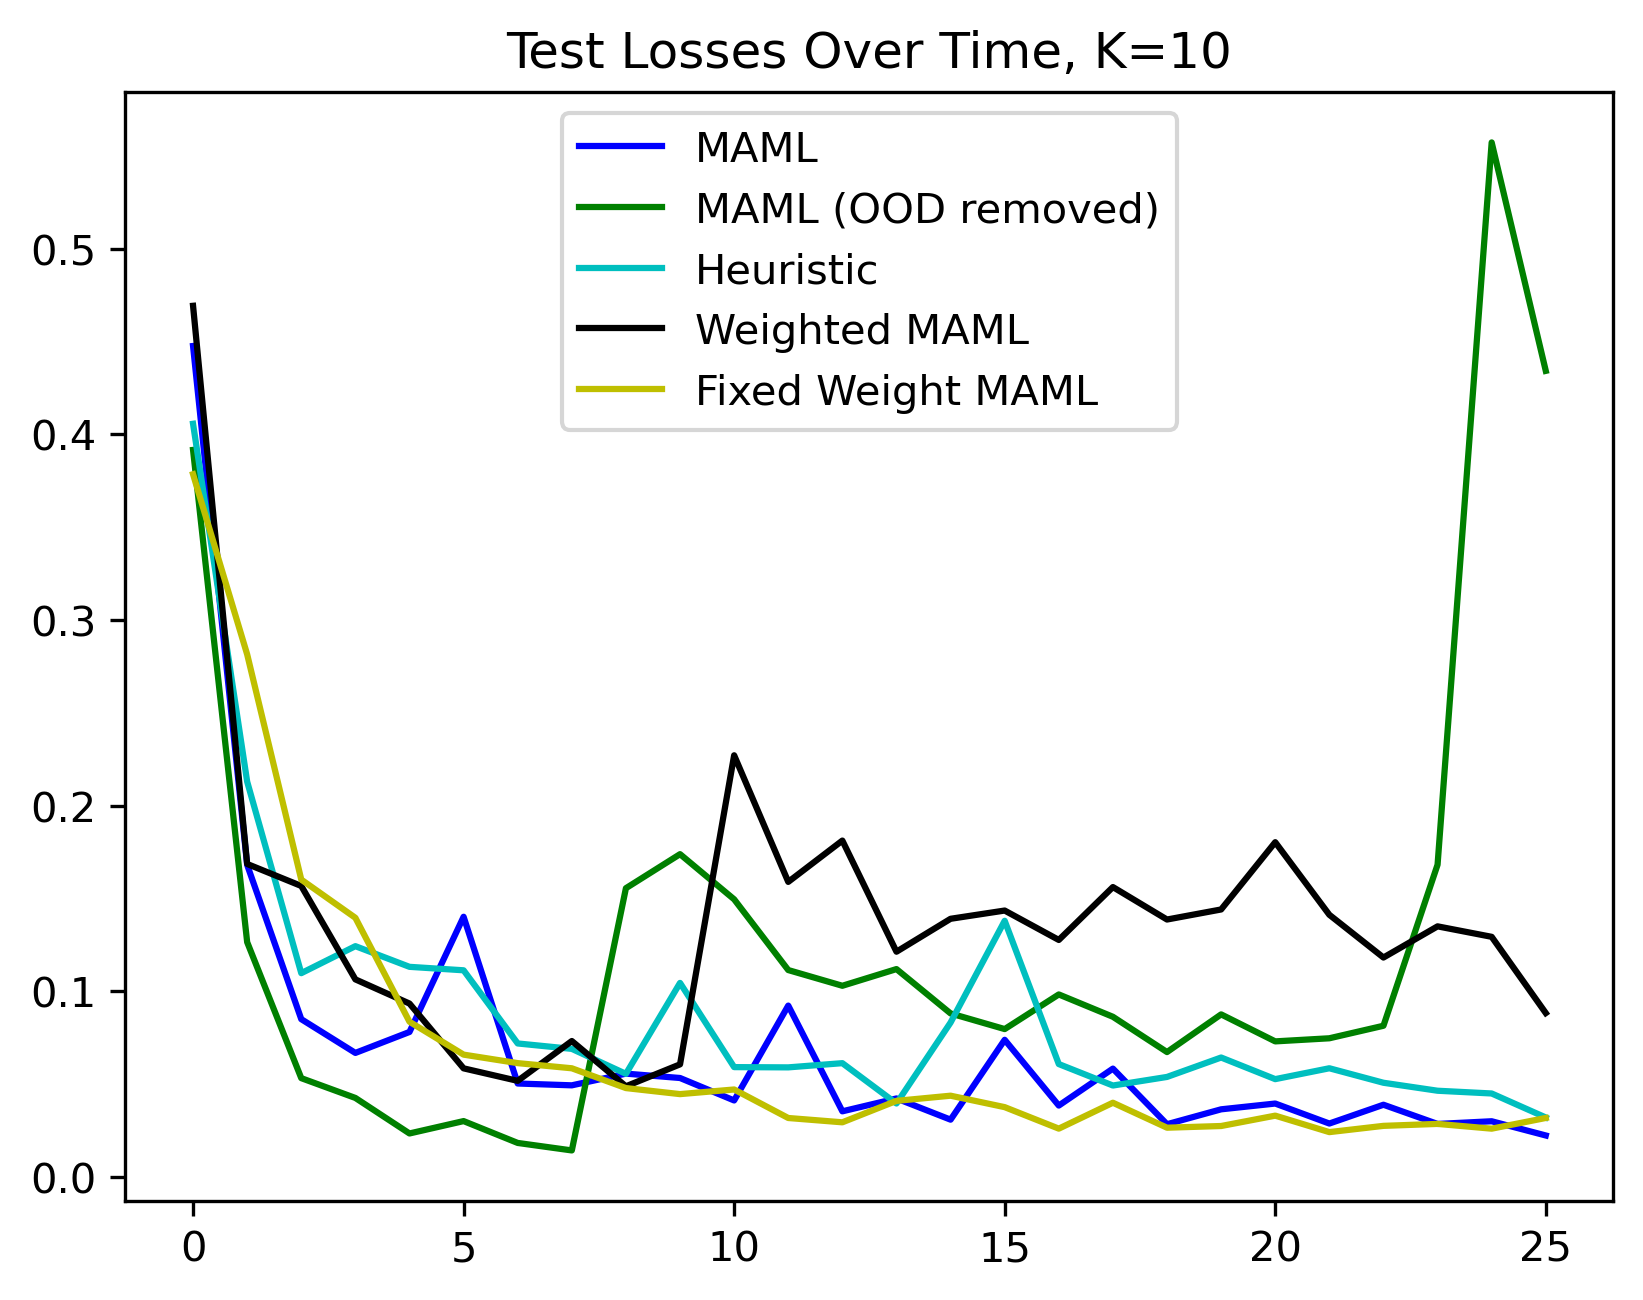 Test Losses Over Time, K=10
MAML
MAML (OOD removed)
Heuristic
Weighted MAML
Fixed Weight MAML
0.5
0.4
0.3
0.2
0.1
0.0
0 5 10 15 20 25